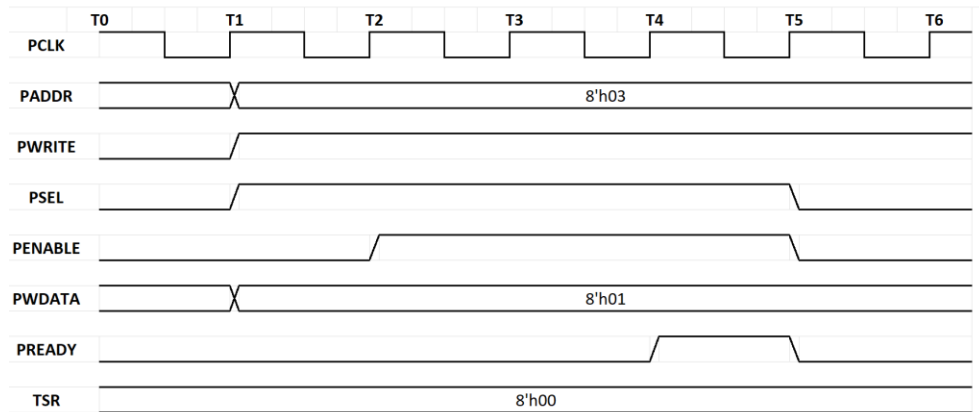 T0 T1 T2 T3 T4 T5 T6
PCLK
PADDR 8'h03
PWRITE
PSEL
PENABLE
PWDATA 8'h01
PREADY
TSR 8'h00